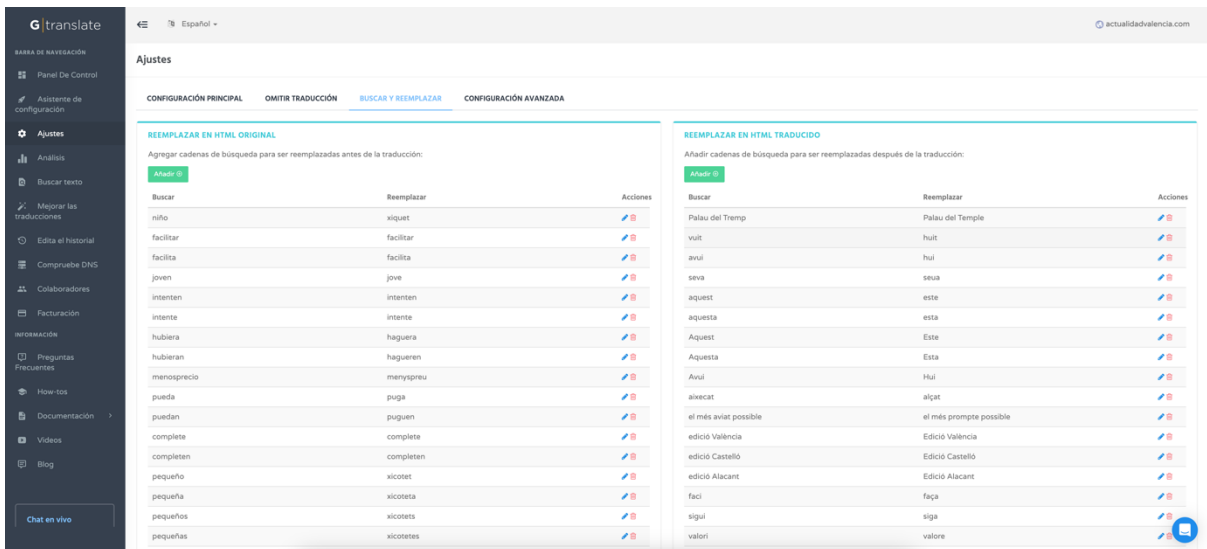 G|translate
Español
actualidadvalencia.com
BARRA DE NAVEGACIÓN
Panel De Control
Asistente de
configuración
Ajustes
Análisis
Buscar texto
Mejorar las
traducciones
Edita el historial
Compruebe DNS
Colaboradores
Facturación
INFORMACIÓN
Preguntas
Frecuentes
How-tos
Documentación
Videos
Blog
Chat en vivo
Ajustes
CONFIGURACIÓN PRINCIPAL OMITIR TRADUCCIÓN BUSCAR Y REEMPLAZAR CONFIGURACIÓN AVANZADA
REEMPLAZAR EN HTML ORIGINAL
Agregar cadenas de búsqueda para ser reemplazadas antes de la traducción:
Añadir
Buscar Reemplazar Acciones
niño xiquet
facilitar facilitar
facilita facilita
joven jove
intenten intenten
intente intente
hubiera haguera
hubieran hagueren
menosprecio menyspreu
pueda puga
puedan puguen
complete complete
completen completen
pequeño xicotet
pequeña xicoteta
pequeños xicotets
pequeñas xicotetes
REEMPLAZAR EN HTML TRADUCIDO
Añadir cadenas de búsqueda para ser reemplazadas después de la traducción:
Añadir
Buscar Reemplazar Acciones
Palau del Tremp Palau del Temple
vuit huit
avui hui
seva seua
aquest este
aquesta esta
Aquest Este
Aquesta Esta
Avui Hui
aixecat alçat
el més aviat possible el més prompte possible
edició València Edició València
edició Castelló Edició Castelló
edició Alacant Edició Alacant
faci faça
sigui siga
valori valore